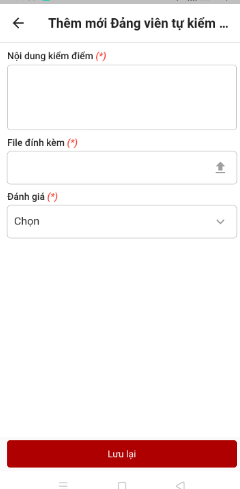 Thêm mới Đảng viên tự kiểm ...
Nội dung kiểm điểm (*)
File đính kèm (*)
Đánh giá (*)
Chọn
Lưu lại